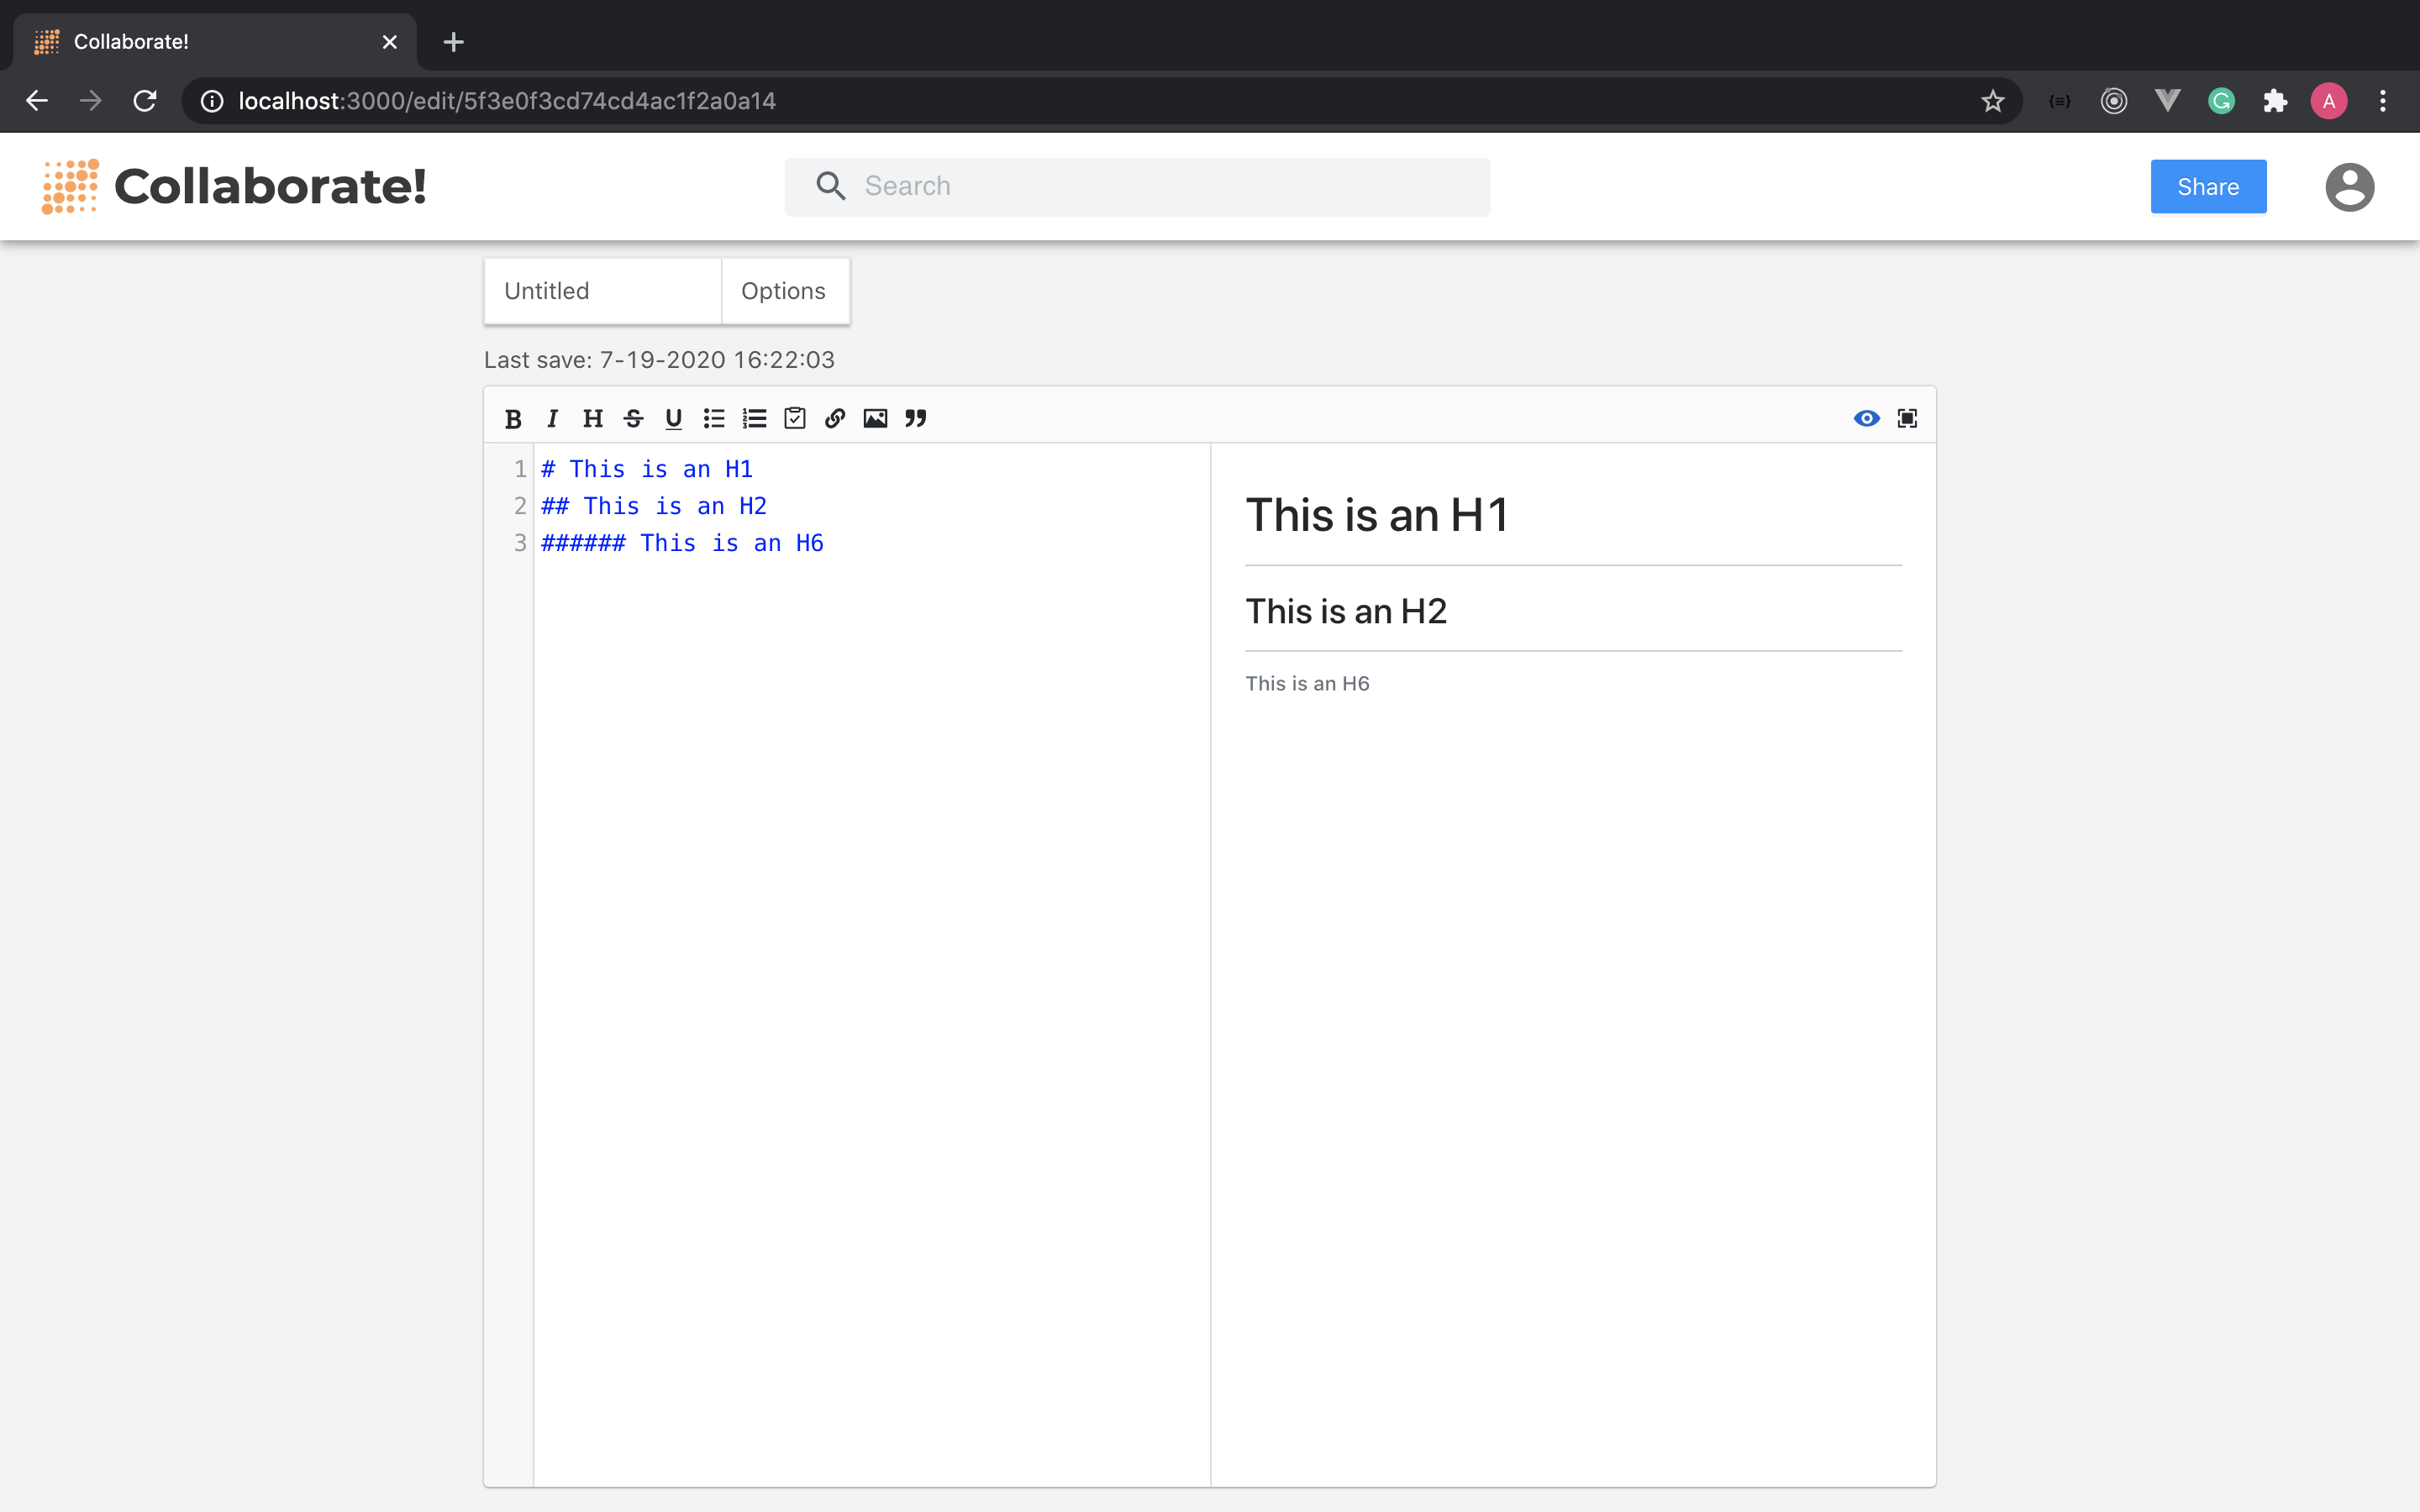 Collaborate!
localhost:3000/edit/5f3e0f3cd74cd4ac1f2a0a14
A
Collaborate!
Search
Share
Untitled
Options
Last save: 7-19-2020 16:22:03
B I H S U
1 # This is an H1
2 ## This is an H2
3 ###### This is an H6
This is an H1
This is an H2
This is an H6